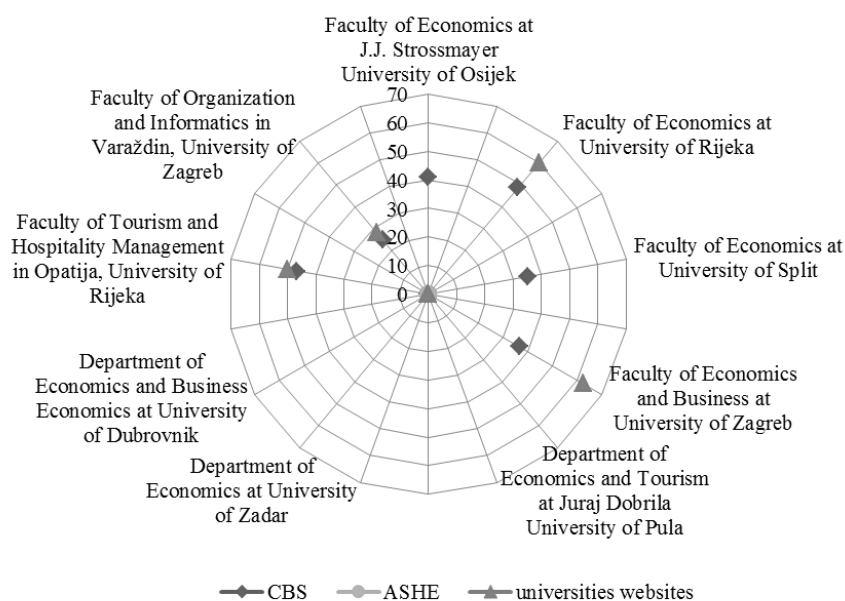 Faculty of Economics at
J.J. Strossmayer
University of Osijek
70
60
50
40
30
20
10
0
Faculty of Economics at
University of Rijeka
Faculty of Economics at
University of Split
Faculty of Economics
and Business at
University of Zagreb
Department of
Economics and Tourism
at Juraj Dobrila
University of Pula
Department of
Economics at University
of Zadar
Department of
Economics and Business
Economics at University
of Dubrovnik
Faculty of Tourism and
Hospitality Management
in Opatija, University of
Rijeka
Faculty of Organization
and Informatics in
Varaždin, University of
Zagreb
CBS
ASHE
universities websites